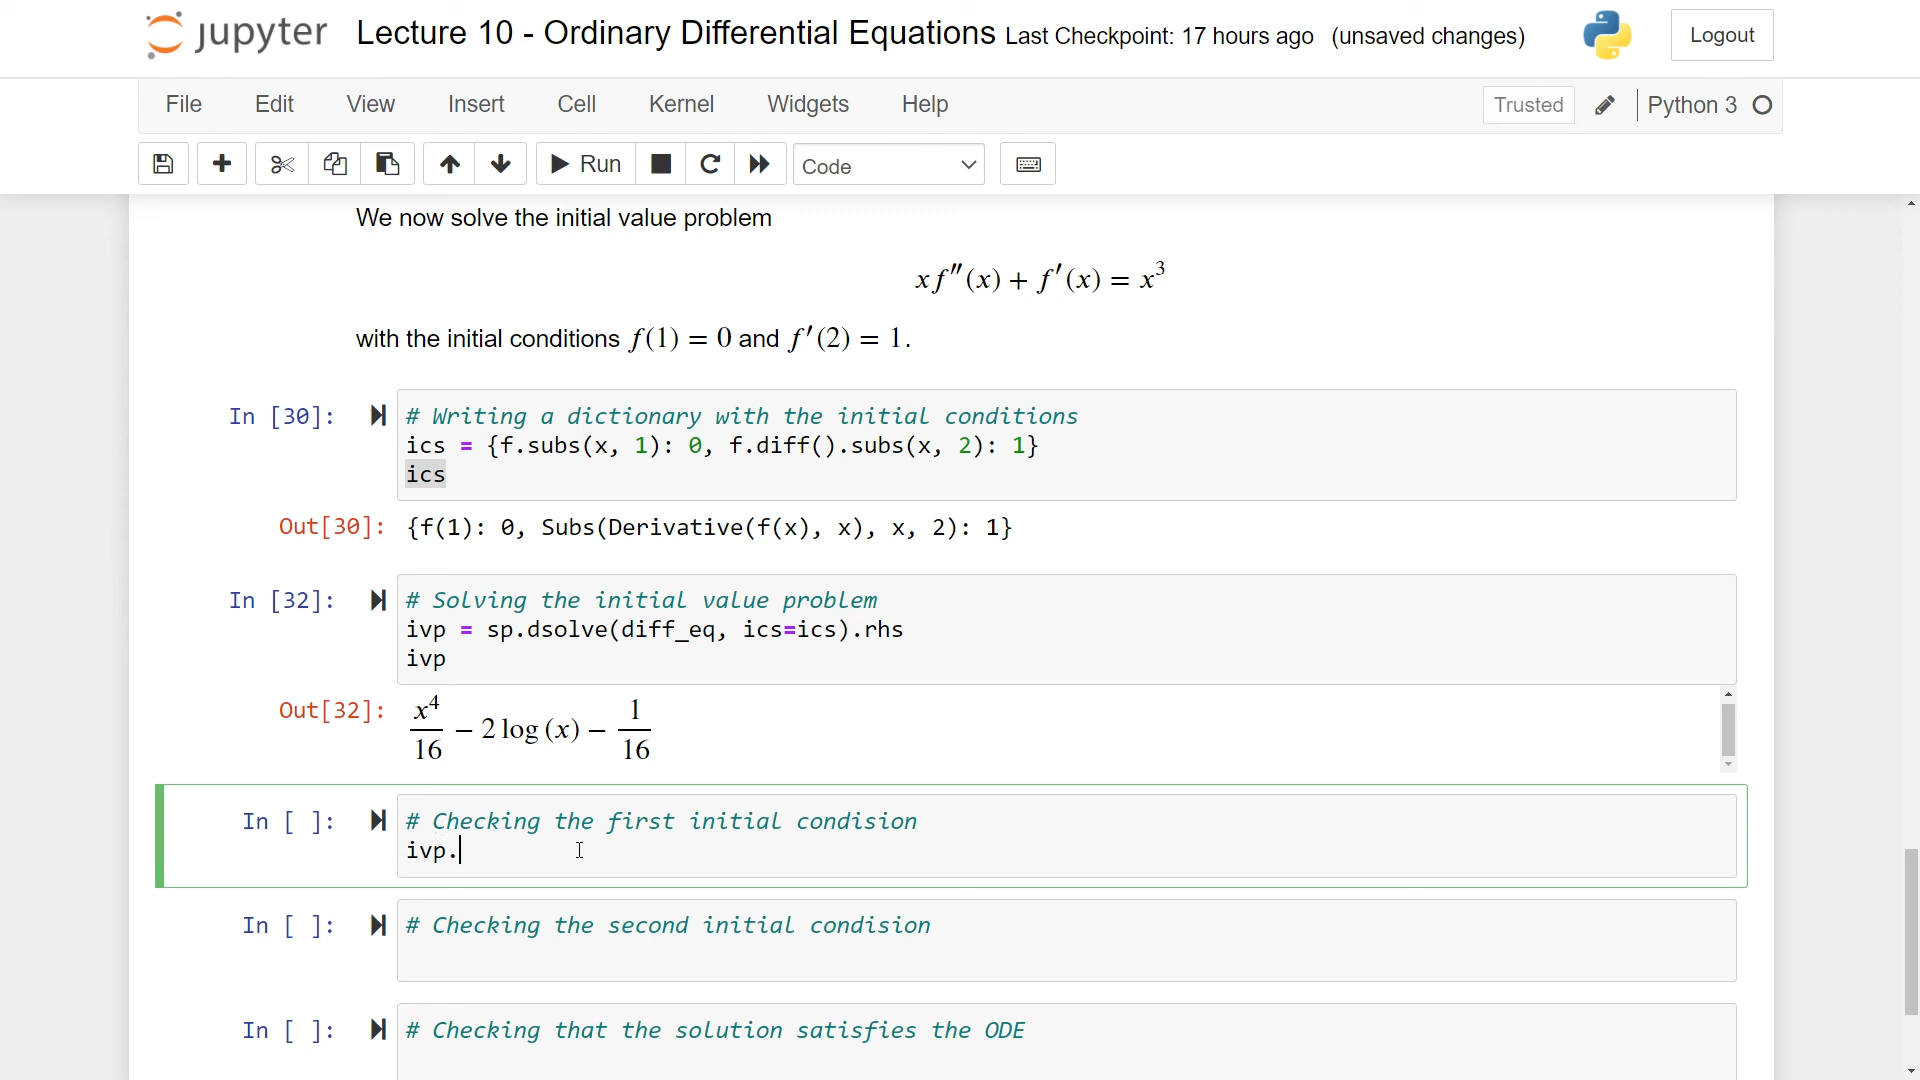 jupyter Lecture 10 - Ordinary Differential Equations Last Checkpoint: 17 hours ago (unsaved changes) Logout
File Edit View Insert Cell Kernel Widgets Help Trusted Python 3
Run Code
We now solve the initial value problem
xf″(x) + f′(x) = x³
with the initial conditions f(1) = 0 and f′(2) = 1.
In [30]: # Writing a dictionary with the initial conditions
ics = {f.subs(x, 1): 0, f.diff().subs(x, 2): 1}
ics
Out[30]: {f(1): 0, Subs(Derivative(f(x), x), x, 2): 1}
In [32]: # Solving the initial value problem
ivp = sp.dsolve(diff_eq, ics=ics).rhs
ivp
Out[32]: x⁴/16 − 2 log (x) − 1/16
In [ ]: # Checking the first initial condision
ivp.
In [ ]: # Checking the second initial condision
In [ ]: # Checking that the solution satisfies the ODE